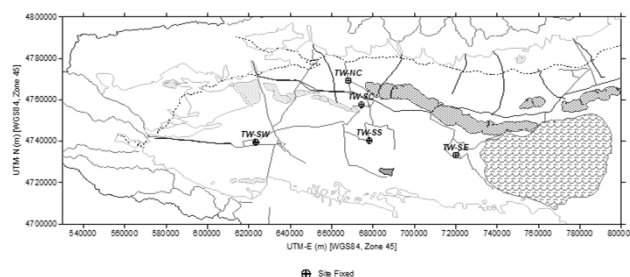 4800000
4780000
4760000
4740000
4720000
4700000
UTM-N (m) [WGS84, Zone 45]
TW-NC
TW-SC
TW-SW
TW-SS
TW-SE
540000 560000 580000 600000 620000 640000 660000 680000 700000 720000 740000 760000 780000 800000
UTM-E (m) [WGS84, Zone 45]
Site Fixed